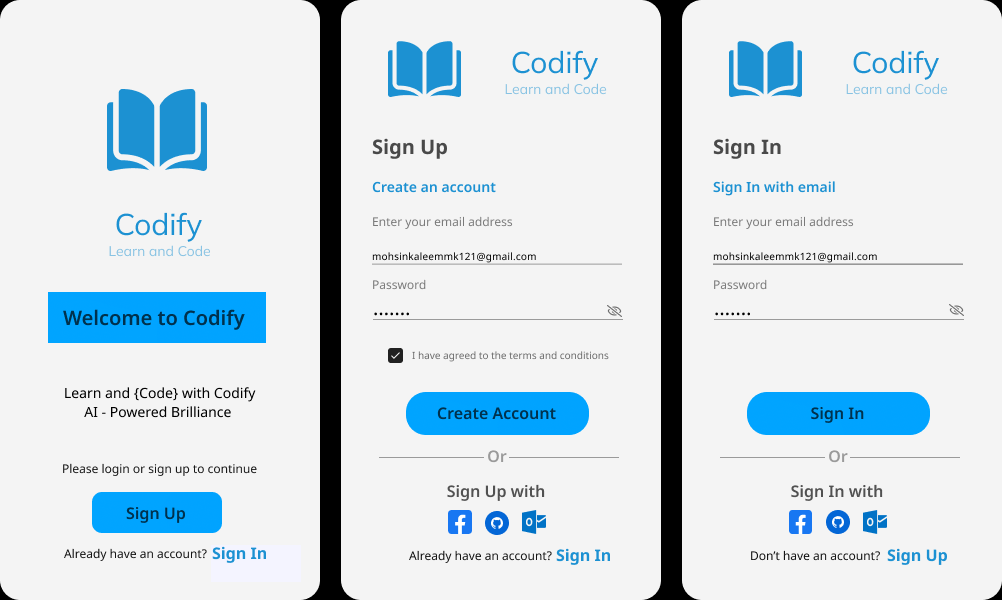 Codify
Learn and Code
Welcome to Codify
Learn and {Code} with Codify
AI - Powered Brilliance
Please login or sign up to continue
Sign Up
Already have an account? Sign In
Codify
Learn and Code
Sign Up
Create an account
Enter your email address
mohsinkaleemmk121@gmail.com
Password
•••••••
I have agreed to the terms and conditions
Create Account
Or
Sign Up with
Already have an account? Sign In
Codify
Learn and Code
Sign In
Sign In with email
Enter your email address
mohsinkaleemmk121@gmail.com
Password
•••••••
Sign In
Or
Sign In with
Don’t have an account? Sign Up